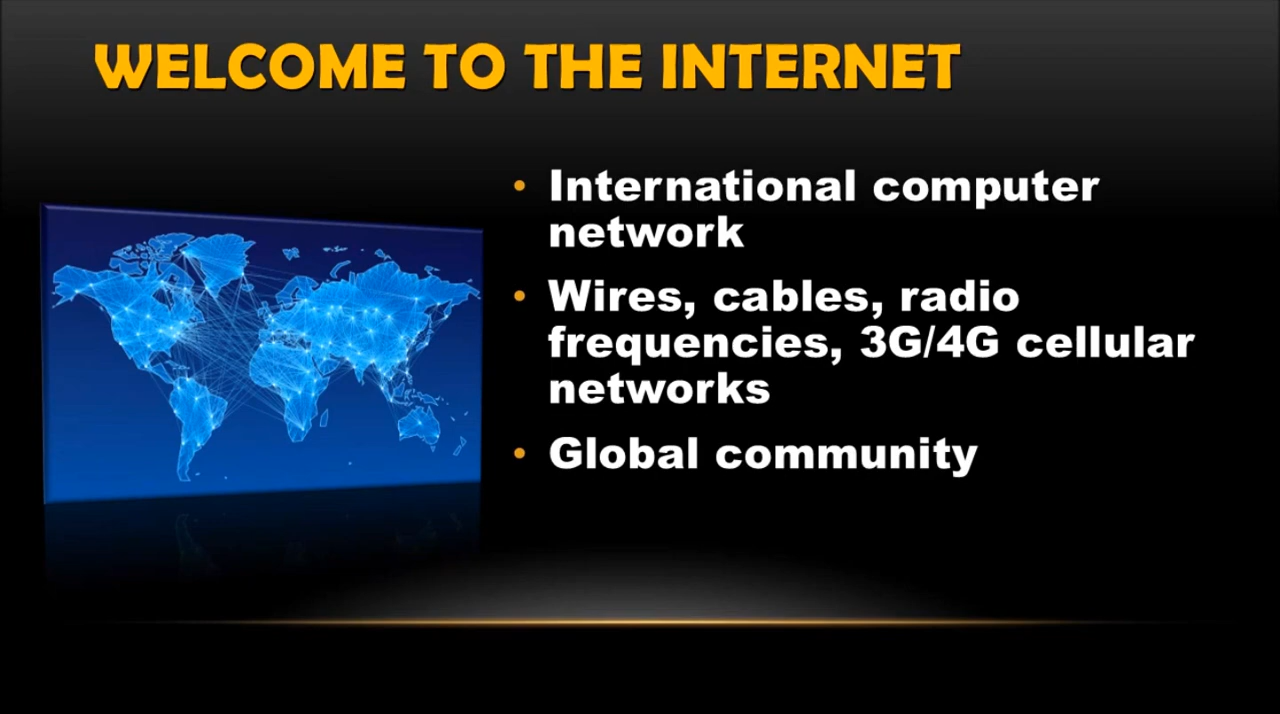 WELCOME TO THE INTERNET
• International computer
network
• Wires, cables, radio
frequencies, 3G/4G cellular
networks
• Global community